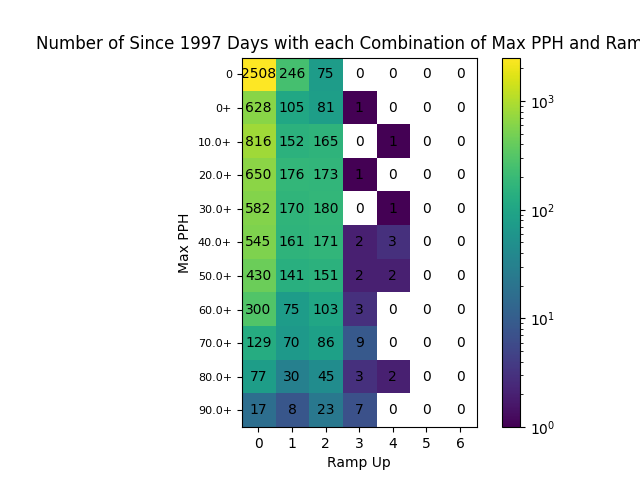 Number of Since 1997 Days with each Combination of Max PPH and Ram
0 2508 246 75 0 0 0 0
0+ 628 105 81 1 0 0 0
10.0+ 816 152 165 0 1 0 0
20.0+ 650 176 173 1 0 0 0
30.0+ 582 170 180 0 1 0 0
40.0+ 545 161 171 2 3 0 0
50.0+ 430 141 151 2 2 0 0
60.0+ 300 75 103 3 0 0 0
70.0+ 129 70 86 9 0 0 0
80.0+ 77 30 45 3 2 0 0
90.0+ 17 8 23 7 0 0 0
0 1 2 3 4 5 6
Ramp Up
Max PPH
10³
10²
10¹
10⁰